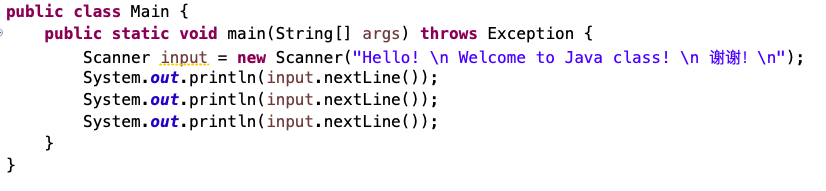 public class Main {
    public static void main(String[] args) throws Exception {
        Scanner input = new Scanner("Hello! \n Welcome to Java class! \n 谢谢! \n");
        System.out.println(input.nextLine());
        System.out.println(input.nextLine());
        System.out.println(input.nextLine());
    }
}